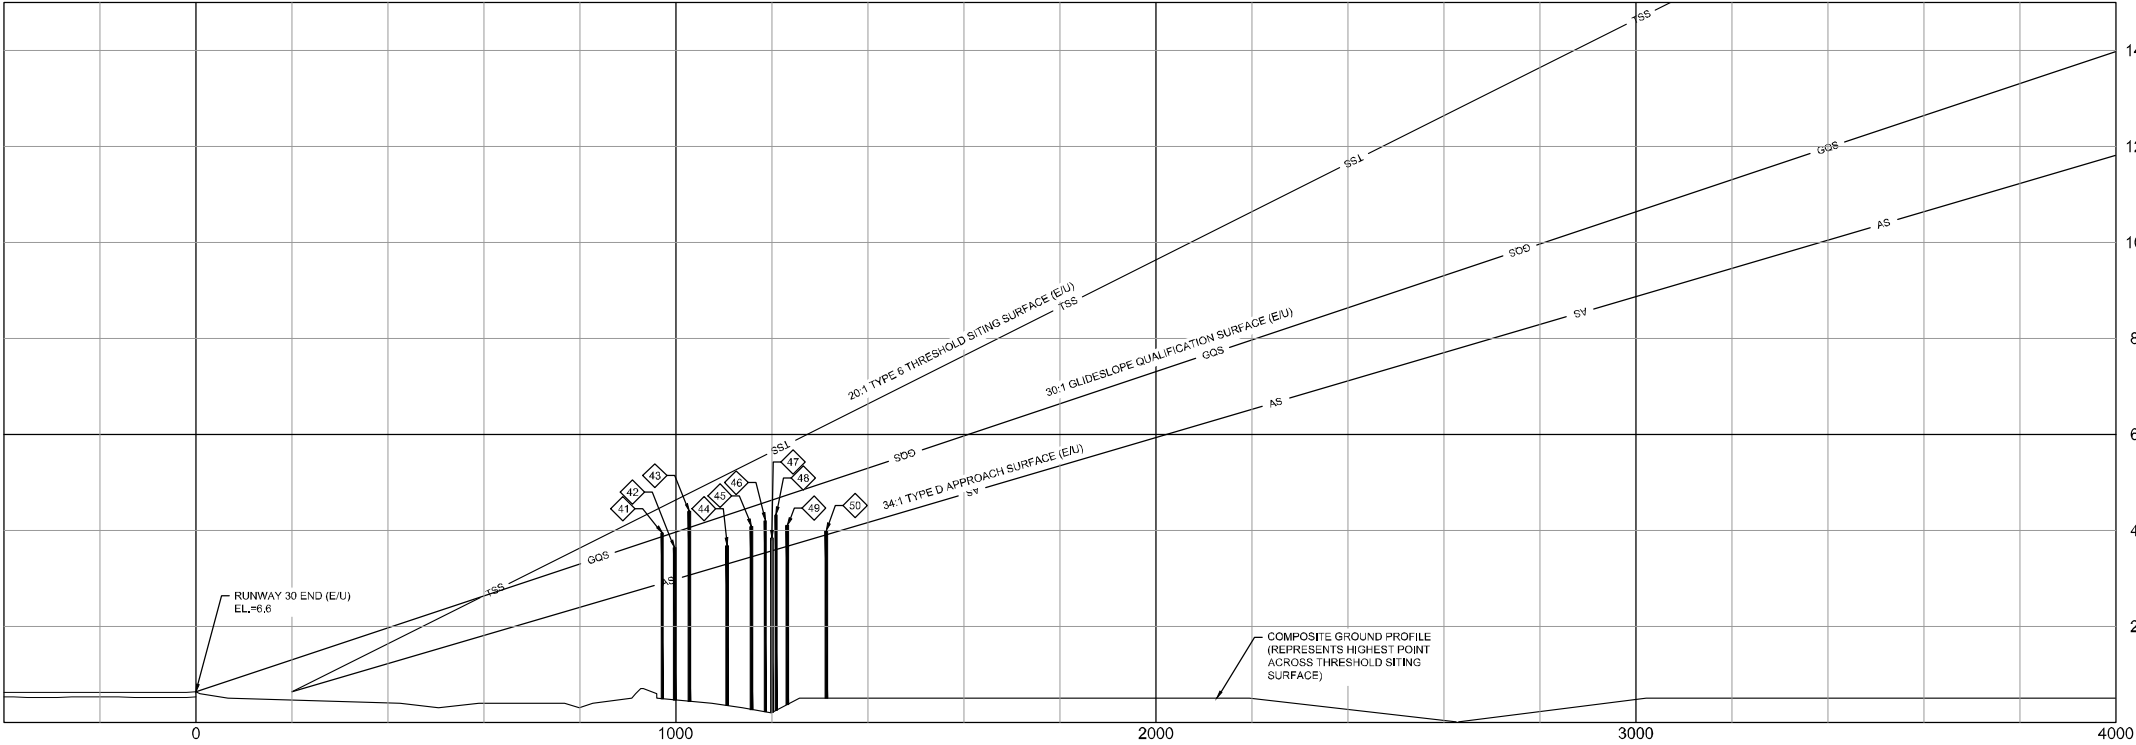 TSS
GQS
TSS
GQS
AS
GQS
AS
20:1 TYPE 6 THRESHOLD SITING SURFACE (E/U)
TSS
30:1 GLIDESLOPE QUALIFICATION SURFACE (E/U)
GQS
AS
TSS
GQS
34:1 TYPE D APPROACH SURFACE (E/U)
AS
47
43
48
46
42
45
41
44
49
50
GQS
AS
TSS
RUNWAY 30 END (E/U)
EL.=6.6
COMPOSITE GROUND PROFILE
(REPRESENTS HIGHEST POINT
ACROSS THRESHOLD SITING
SURFACE)
0
1000
2000
3000
4000